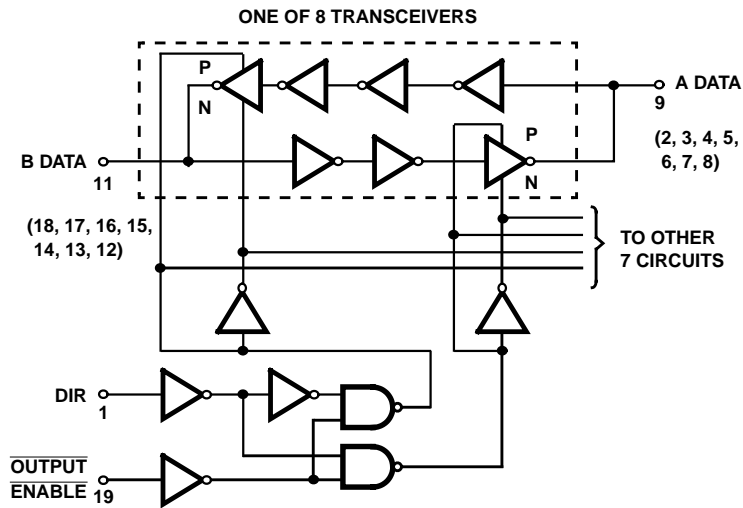 ONE OF 8 TRANSCEIVERS
P
N
A DATA
9
(2, 3, 4, 5,
6, 7, 8)
P
N
B DATA
11
(18, 17, 16, 15,
14, 13, 12)
TO OTHER
7 CIRCUITS
DIR
1
OUTPUT
ENABLE
19